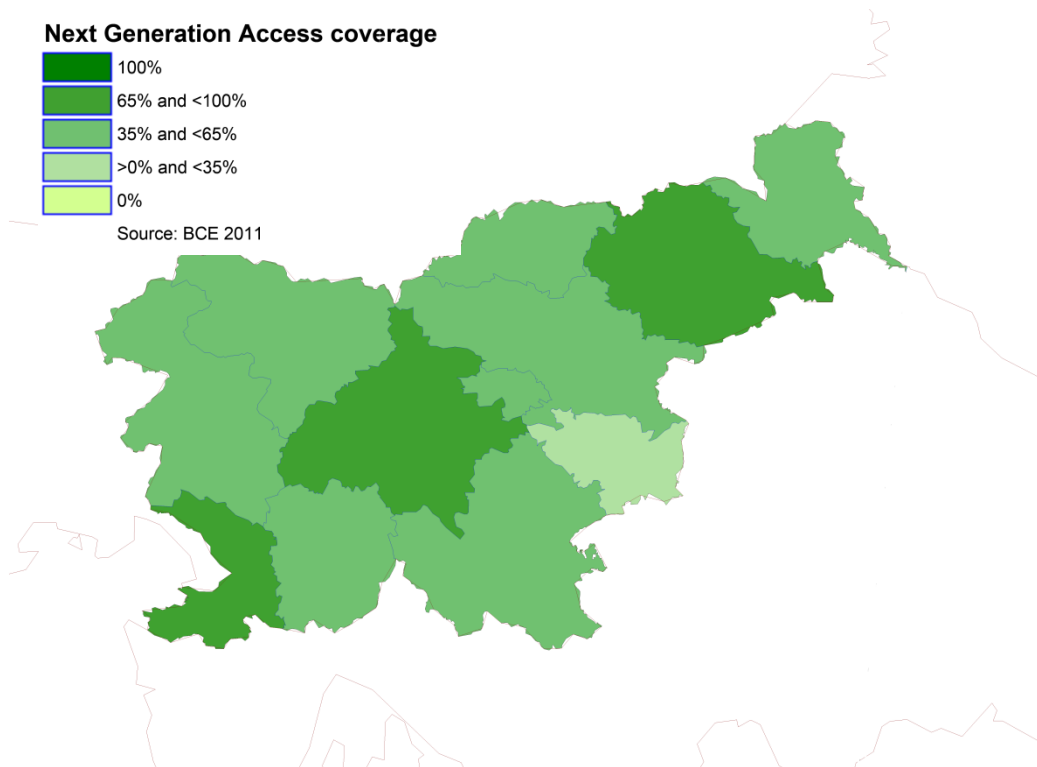 Next Generation Access coverage
100%
65% and <100%
35% and <65%
>0% and <35%
0%
Source: BCE 2011